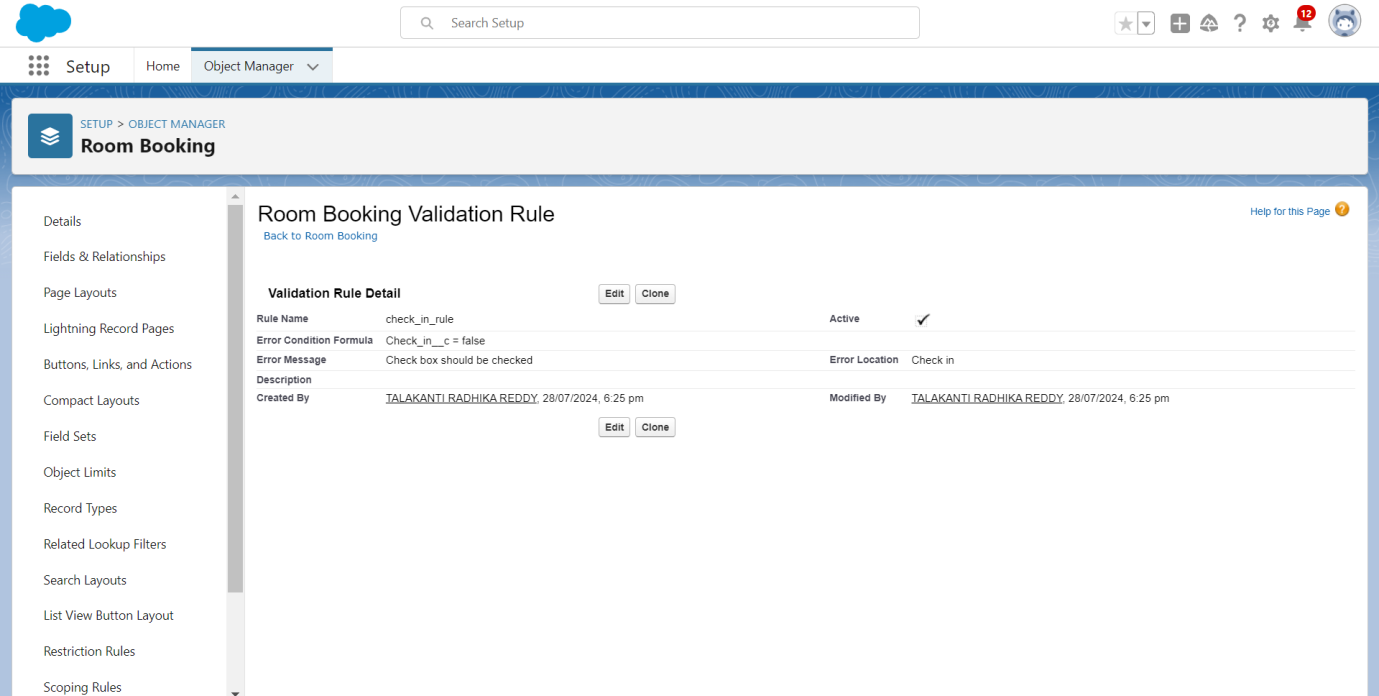 Search Setup
12
Setup
Home
Object Manager
SETUP > OBJECT MANAGER
Room Booking
Details
Fields & Relationships
Page Layouts
Lightning Record Pages
Buttons, Links, and Actions
Compact Layouts
Field Sets
Object Limits
Record Types
Related Lookup Filters
Search Layouts
List View Button Layout
Restriction Rules
Scoping Rules
Room Booking Validation Rule
Help for this Page ?
Back to Room Booking
Validation Rule Detail Edit Clone
Rule Name check_in_rule Active
Error Condition Formula Check_in__c = false
Error Message Check box should be checked Error Location Check in
Description
Created By TALAKANTI RADHIKA REDDY, 28/07/2024, 6:25 pm Modified By TALAKANTI RADHIKA REDDY, 28/07/2024, 6:25 pm
Edit Clone